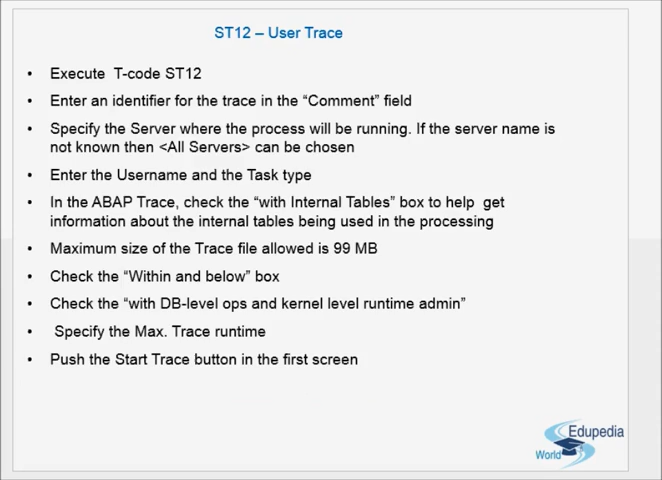 ST12 – User Trace
• Execute T-code ST12
• Enter an identifier for the trace in the “Comment” field
• Specify the Server where the process will be running. If the server name is
not known then <All Servers> can be chosen
• Enter the Username and the Task type
• In the ABAP Trace, check the “with Internal Tables” box to help get
information about the internal tables being used in the processing
• Maximum size of the Trace file allowed is 99 MB
• Check the “Within and below” box
• Check the “with DB-level ops and kernel level runtime admin”
• Specify the Max. Trace runtime
• Push the Start Trace button in the first screen
Edupedia
World